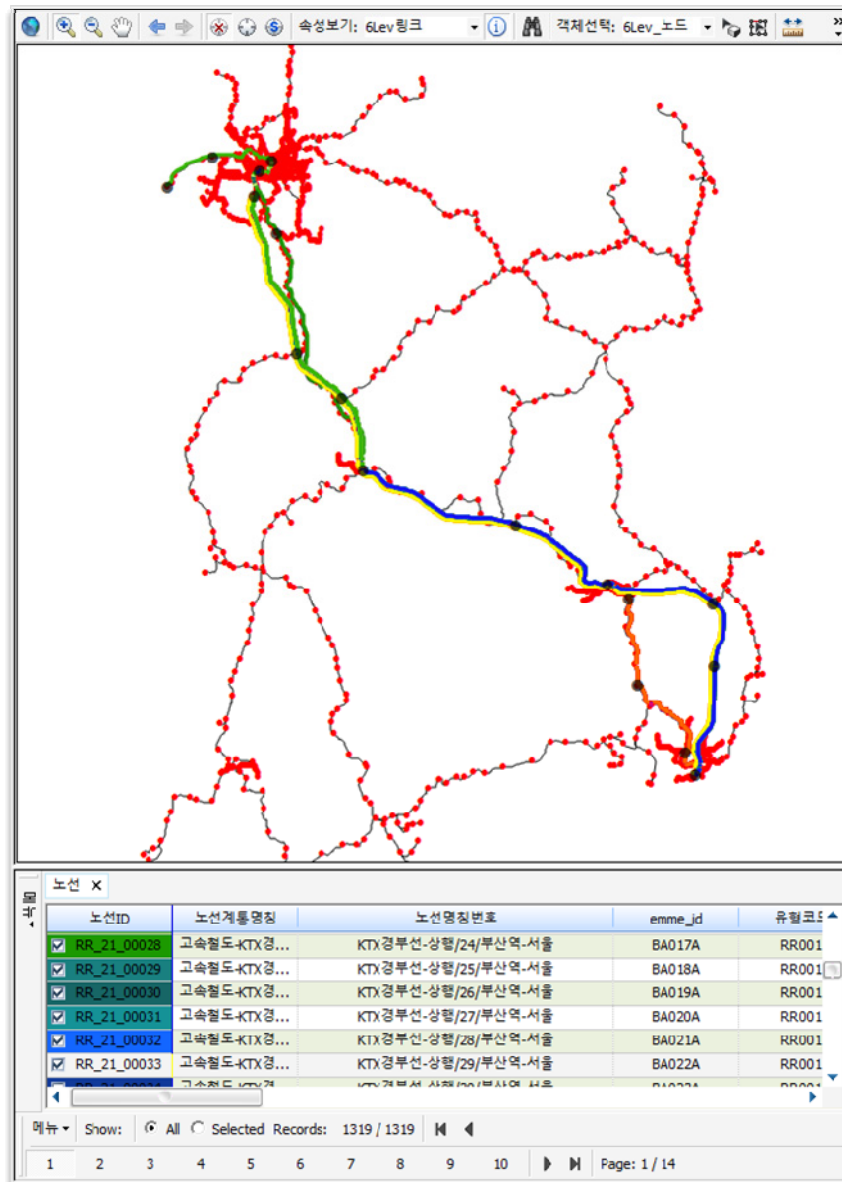 속성보기: 6Lev링크 객체선택: 6Lev_노드 »
노선 X
메뉴
노선ID 노선계통명칭 노선명칭번호 emme_id 유형코드
RR_21_00028 고속철도-KTX경... KTX경부선-상행/24/부산역-서울 BA017A RR001
RR_21_00029 고속철도-KTX경... KTX경부선-상행/25/부산역-서울 BA018A RR001
RR_21_00030 고속철도-KTX경... KTX경부선-상행/26/부산역-서울 BA019A RR001
RR_21_00031 고속철도-KTX경... KTX경부선-상행/27/부산역-서울 BA020A RR001
RR_21_00032 고속철도-KTX경... KTX경부선-상행/28/부산역-서울 BA021A RR001
RR_21_00033 고속철도-KTX경... KTX경부선-상행/29/부산역-서울 BA022A RR001
메뉴 Show: All Selected Records: 1319 / 1319
1 2 3 4 5 6 7 8 9 10 Page: 1 / 14